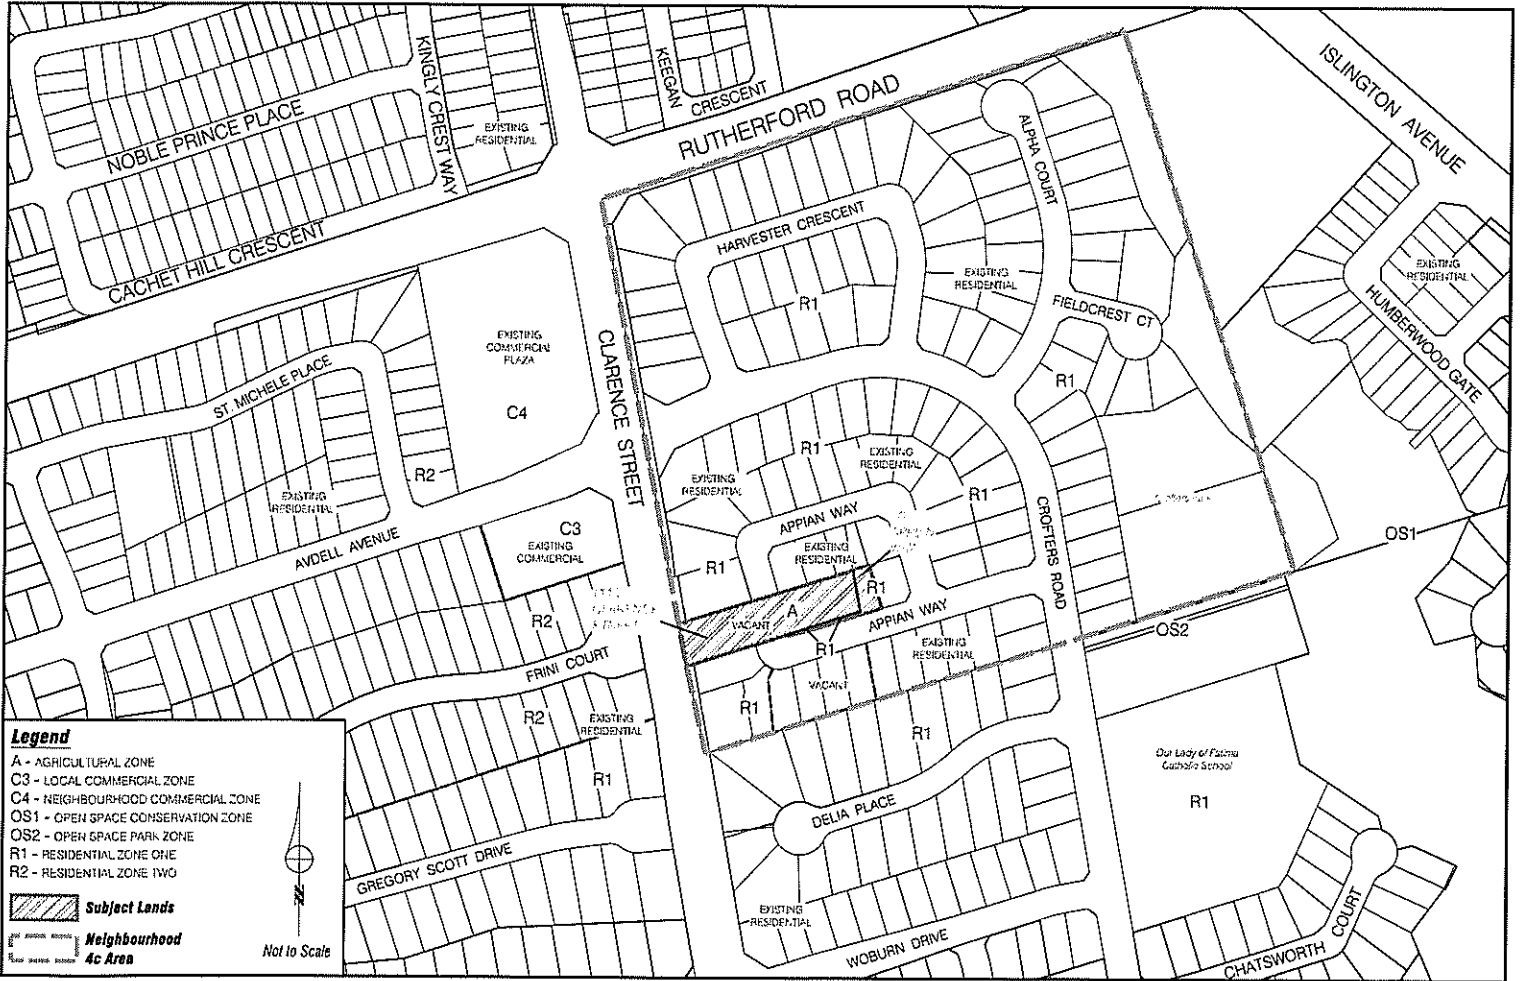 KINGLY CREST WAY
KEEGAN
CRESCENT
RUTHERFORD ROAD
ISLINGTON AVENUE
NOBLE PRINCE PLACE
EXISTING
RESIDENTIAL
CACHET HILL CRESCENT
ALPHA COURT
HARVESTER CRESCENT
EXISTING
RESIDENTIAL
R1
FIELDCREST CT
EXISTING
RESIDENTIAL
HUMBERWOOD GATE
EXISTING
COMMERCIAL
PLAZA
C4
CLARENCE STREET
ST. MICHELE PLACE
R1
R2
EXISTING
RESIDENTIAL
AVDELL AVENUE
R1
EXISTING
RESIDENTIAL
EXISTING
RESIDENTIAL
R1
CROFTERS ROAD
OS1
C3
EXISTING
COMMERCIAL
APPIAN WAY
EXISTING
RESIDENTIAL
R1
R1
A
VACANT
R1
APPIAN WAY
R2
CLARENCE
STREET
FRINI COURT
EXISTING
RESIDENTIAL
OS2
VACANT
R1
R2
EXISTING
RESIDENTIAL
R1
R1
Our Lady of Fatima
Catholic School
R1
DELIA PLACE
GREGORY SCOTT DRIVE
EXISTING
RESIDENTIAL
WOBURN DRIVE
CHATSWORTH COURT
Legend
A - AGRICULTURAL ZONE
C3 - LOCAL COMMERCIAL ZONE
C4 - NEIGHBOURHOOD COMMERCIAL ZONE
OS1 - OPEN SPACE CONSERVATION ZONE
OS2 - OPEN SPACE PARK ZONE
R1 - RESIDENTIAL ZONE ONE
R2 - RESIDENTIAL ZONE TWO
Subject Lands
Neighbourhood
4c Area
N
Not to Scale